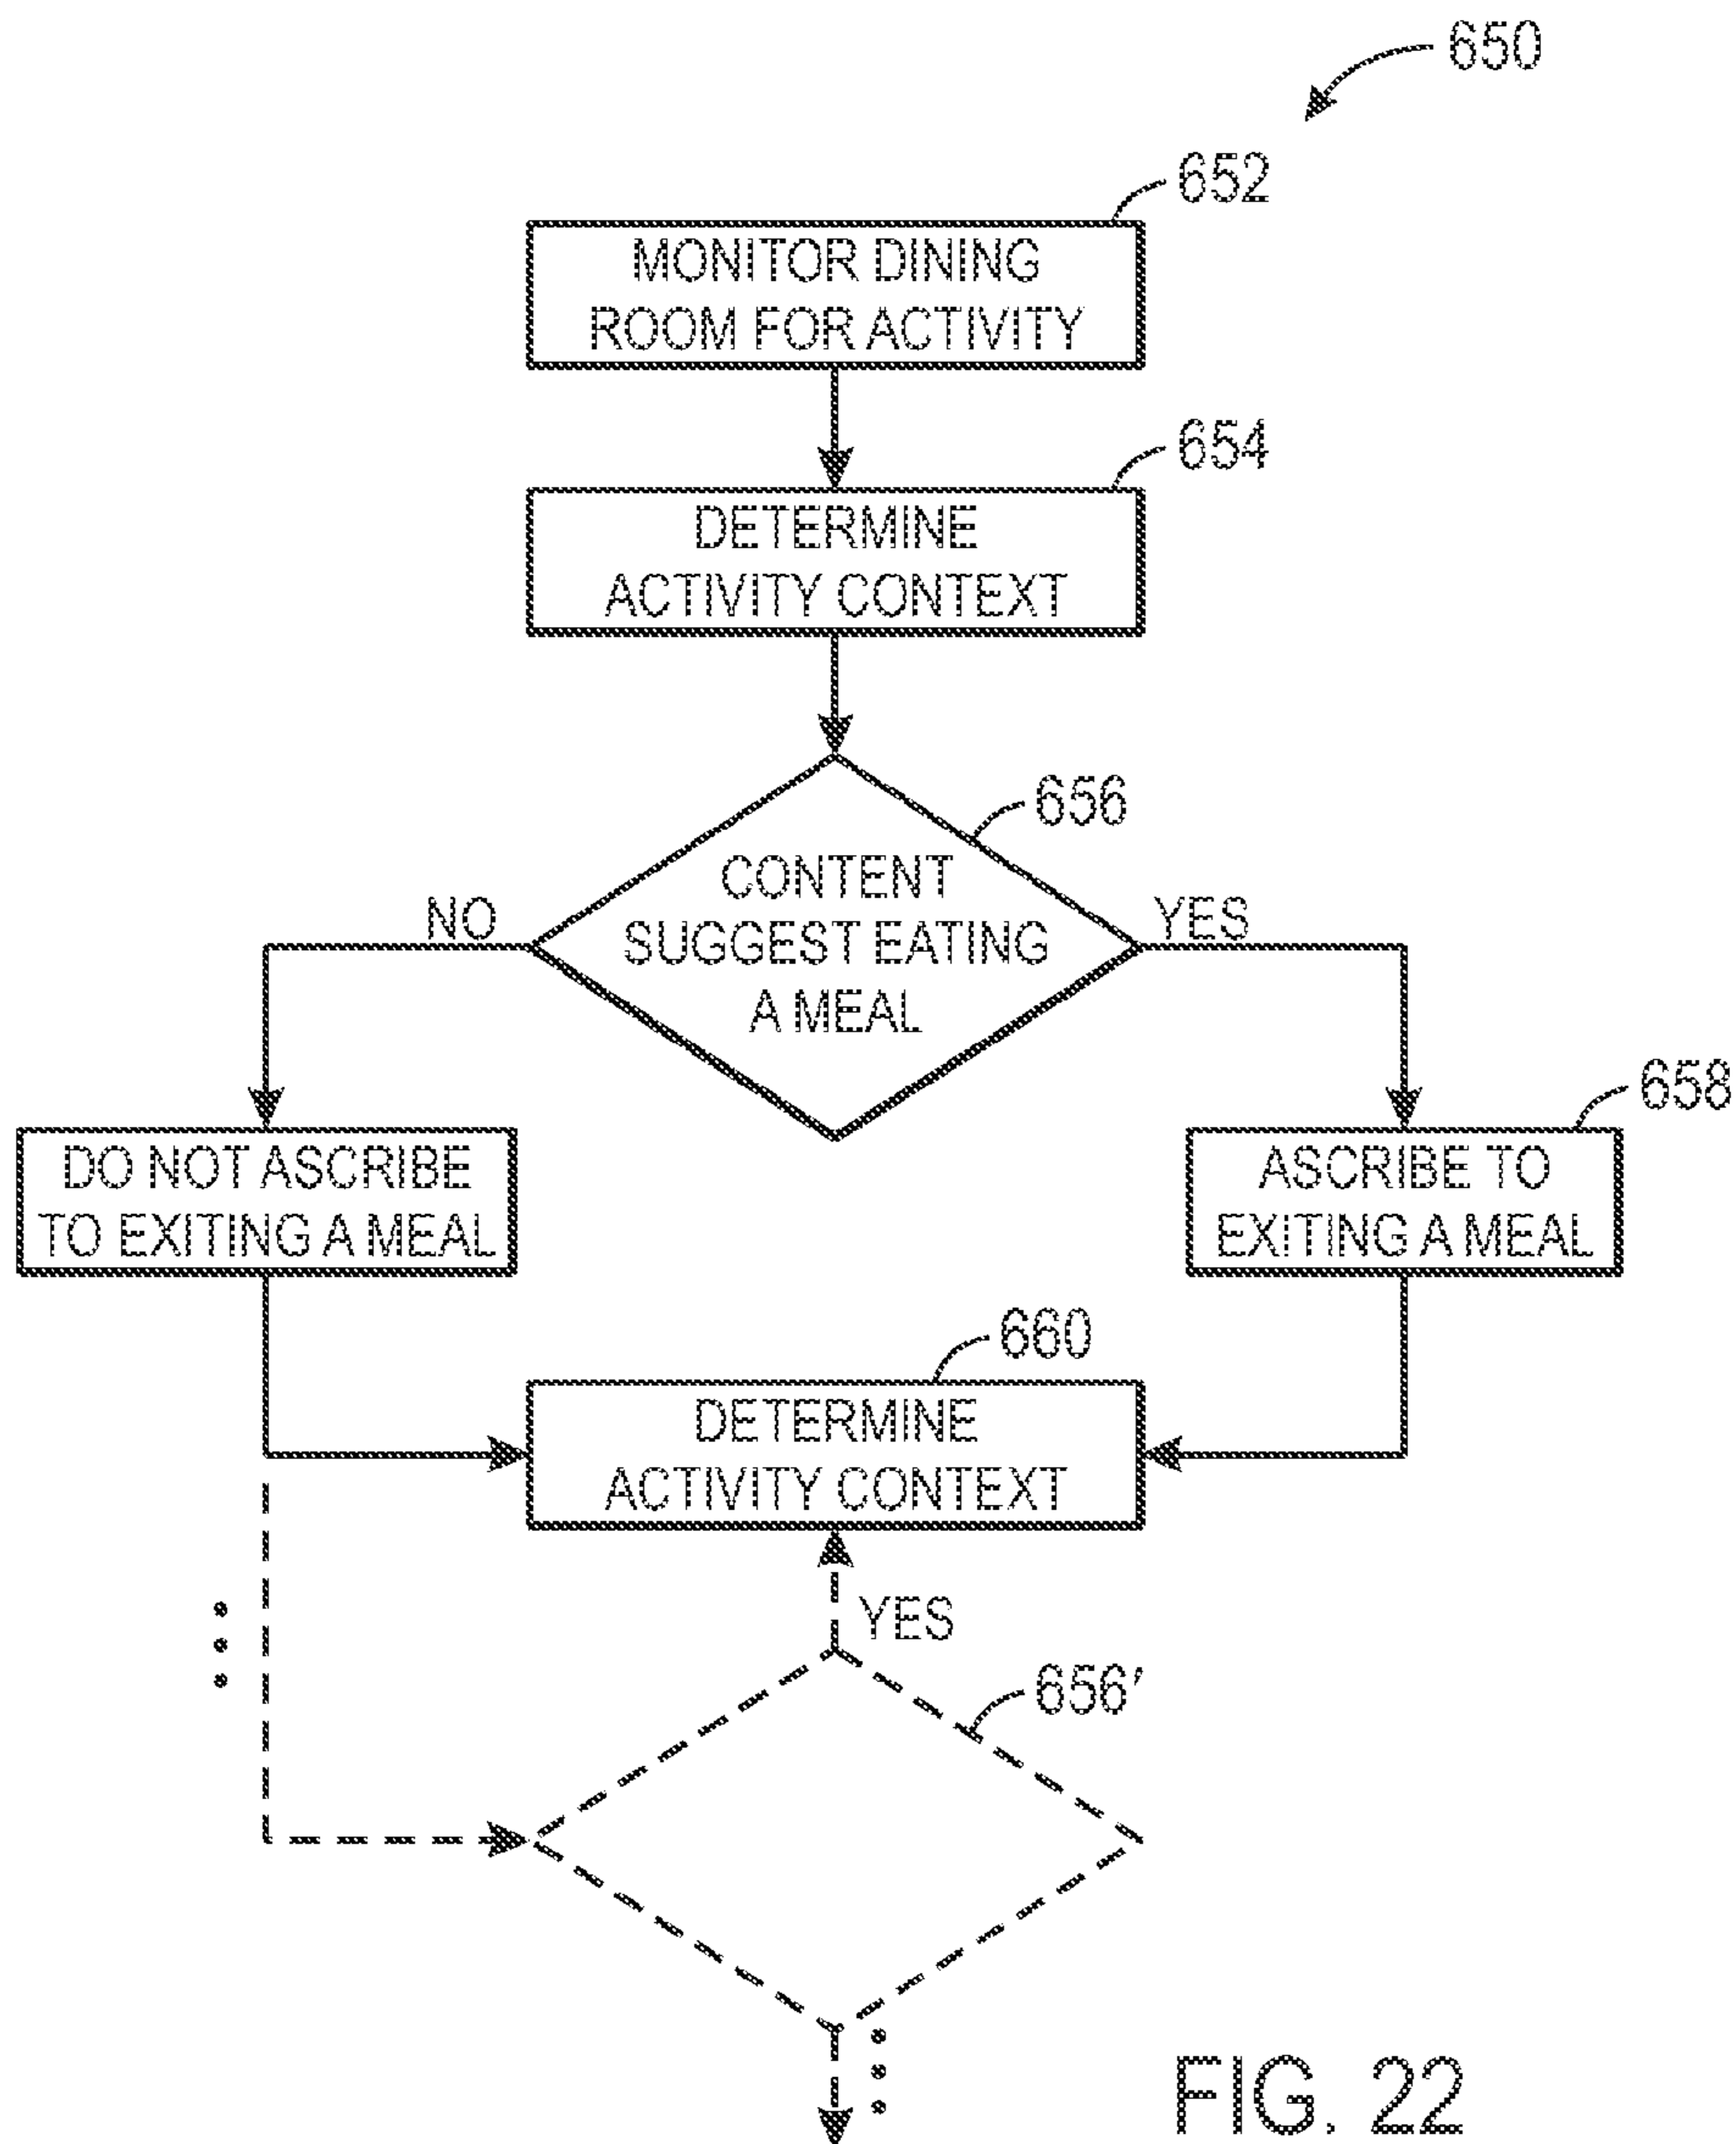 650
652
MONITOR DINING
ROOM FOR ACTIVITY
654
DETERMINE
ACTIVITY CONTEXT
656
CONTENT
SUGGEST EATING
A MEAL
NO
YES
658
DO NOT ASCRIBE
TO EXITING A MEAL
ASCRIBE TO
EXITING A MEAL
660
DETERMINE
ACTIVITY CONTEXT
YES
656'
FIG. 22